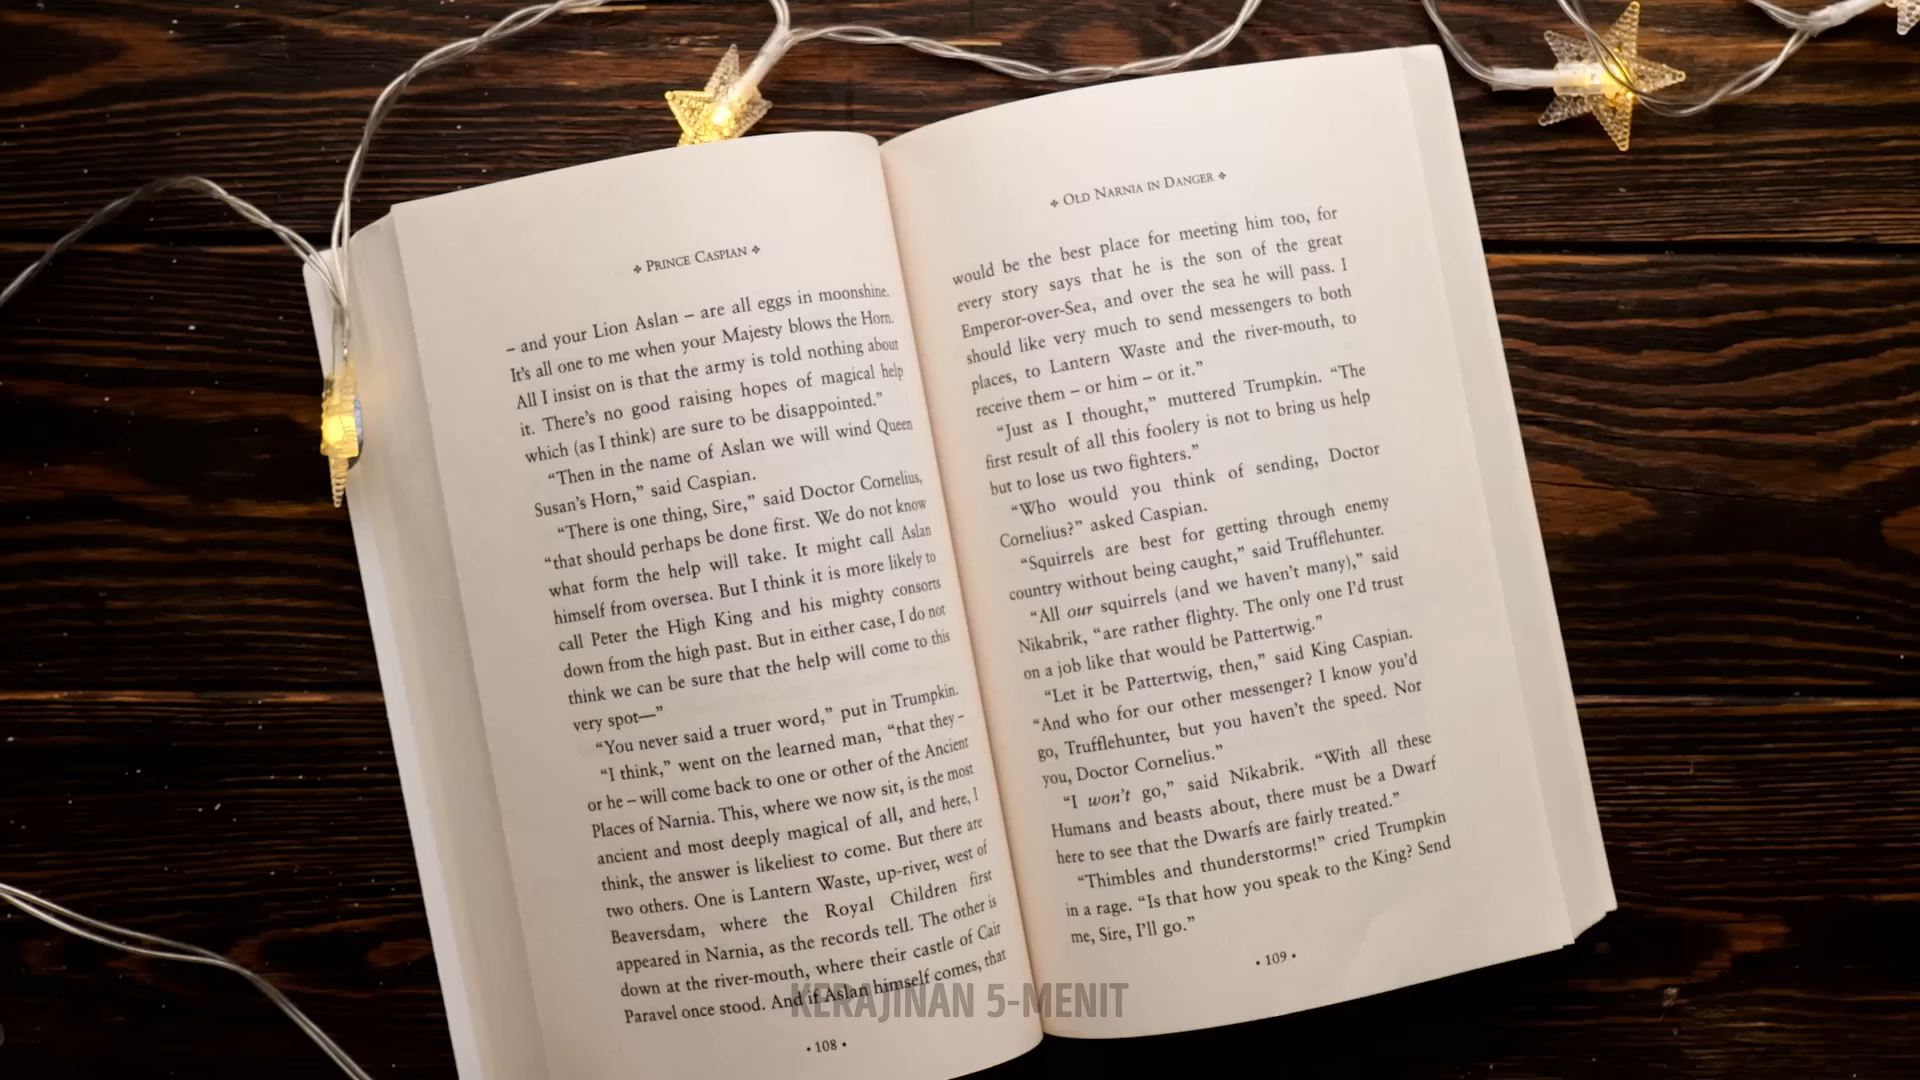 ❖ PRINCE CASPIAN ❖
– and your Lion Aslan – are all eggs in moonshine.
It's all one to me when your Majesty blows the Horn.
All I insist on is that the army is told nothing about
it. There's no good raising hopes of magical help
which (as I think) are sure to be disappointed.”
“Then in the name of Aslan we will wind Queen
Susan's Horn,” said Caspian.
“There is one thing, Sire,” said Doctor Cornelius,
“that should perhaps be done first. We do not know
what form the help will take. It might call Aslan
himself from oversea. But I think it is more likely to
call Peter the High King and his mighty consorts
down from the high past. But in either case, I do not
think we can be sure that the help will come to this
very spot—”
“You never said a truer word,” put in Trumpkin.
“I think,” went on the learned man, “that they –
or he – will come back to one or other of the Ancient
Places of Narnia. This, where we now sit, is the most
ancient and most deeply magical of all, and here, I
think, the answer is likeliest to come. But there are
two others. One is Lantern Waste, up-river, west of
Beaversdam, where the Royal Children first
appeared in Narnia, as the records tell. The other is
down at the river-mouth, where their castle of Cair
Paravel once stood. And if Aslan himself comes, that
• 108 •
❖ OLD NARNIA IN DANGER ❖
would be the best place for meeting him too, for
every story says that he is the son of the great
Emperor-over-Sea, and over the sea he will pass. I
should like very much to send messengers to both
places, to Lantern Waste and the river-mouth, to
receive them – or him – or it.”
“Just as I thought,” muttered Trumpkin. “The
first result of all this foolery is not to bring us help
but to lose us two fighters.”
“Who would you think of sending, Doctor
Cornelius?” asked Caspian.
“Squirrels are best for getting through enemy
country without being caught,” said Trufflehunter.
“All our squirrels (and we haven't many),” said
Nikabrik, “are rather flighty. The only one I'd trust
on a job like that would be Pattertwig.”
“Let it be Pattertwig, then,” said King Caspian.
“And who for our other messenger? I know you'd
go, Trufflehunter, but you haven't the speed. Nor
you, Doctor Cornelius.”
“I won't go,” said Nikabrik. “With all these
Humans and beasts about, there must be a Dwarf
here to see that the Dwarfs are fairly treated.”
“Thimbles and thunderstorms!” cried Trumpkin
in a rage. “Is that how you speak to the King? Send
me, Sire, I'll go.”
• 109 •
KERAJINAN 5-MENIT